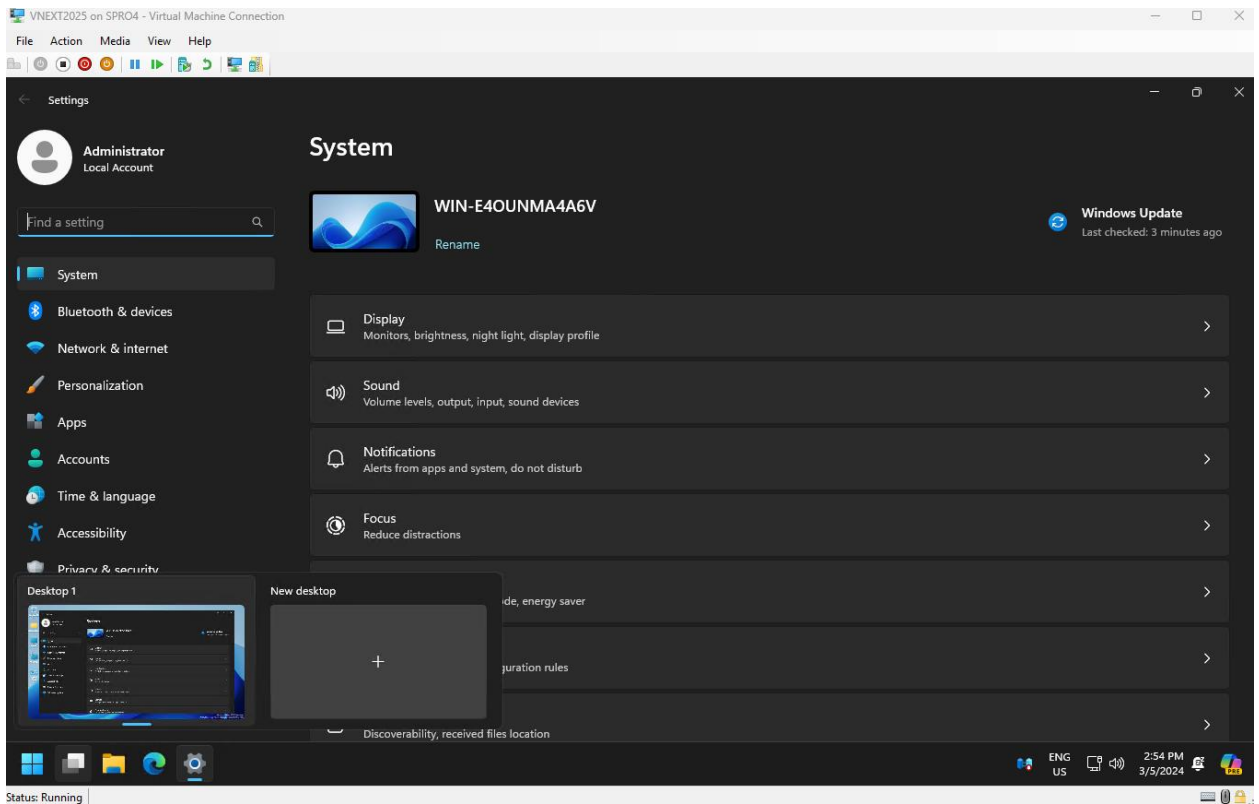 VNEXT2025 on SPRO4 - Virtual Machine Connection
File Action Media View Help
Settings
Administrator
Local Account
Find a setting
System
Bluetooth & devices
Network & internet
Personalization
Apps
Accounts
Time & language
Accessibility
Privacy & security
System
WIN-E4OUNMA4A6V
Rename
Windows Update
Last checked: 3 minutes ago
Display
Monitors, brightness, night light, display profile
Sound
Volume levels, output, input, sound devices
Notifications
Alerts from apps and system, do not disturb
Focus
Reduce distractions
ode, energy saver
guration rules
Discoverability, received files location
Desktop 1
New desktop
ENG
US
2:54 PM
3/5/2024
PRE
Status: Running